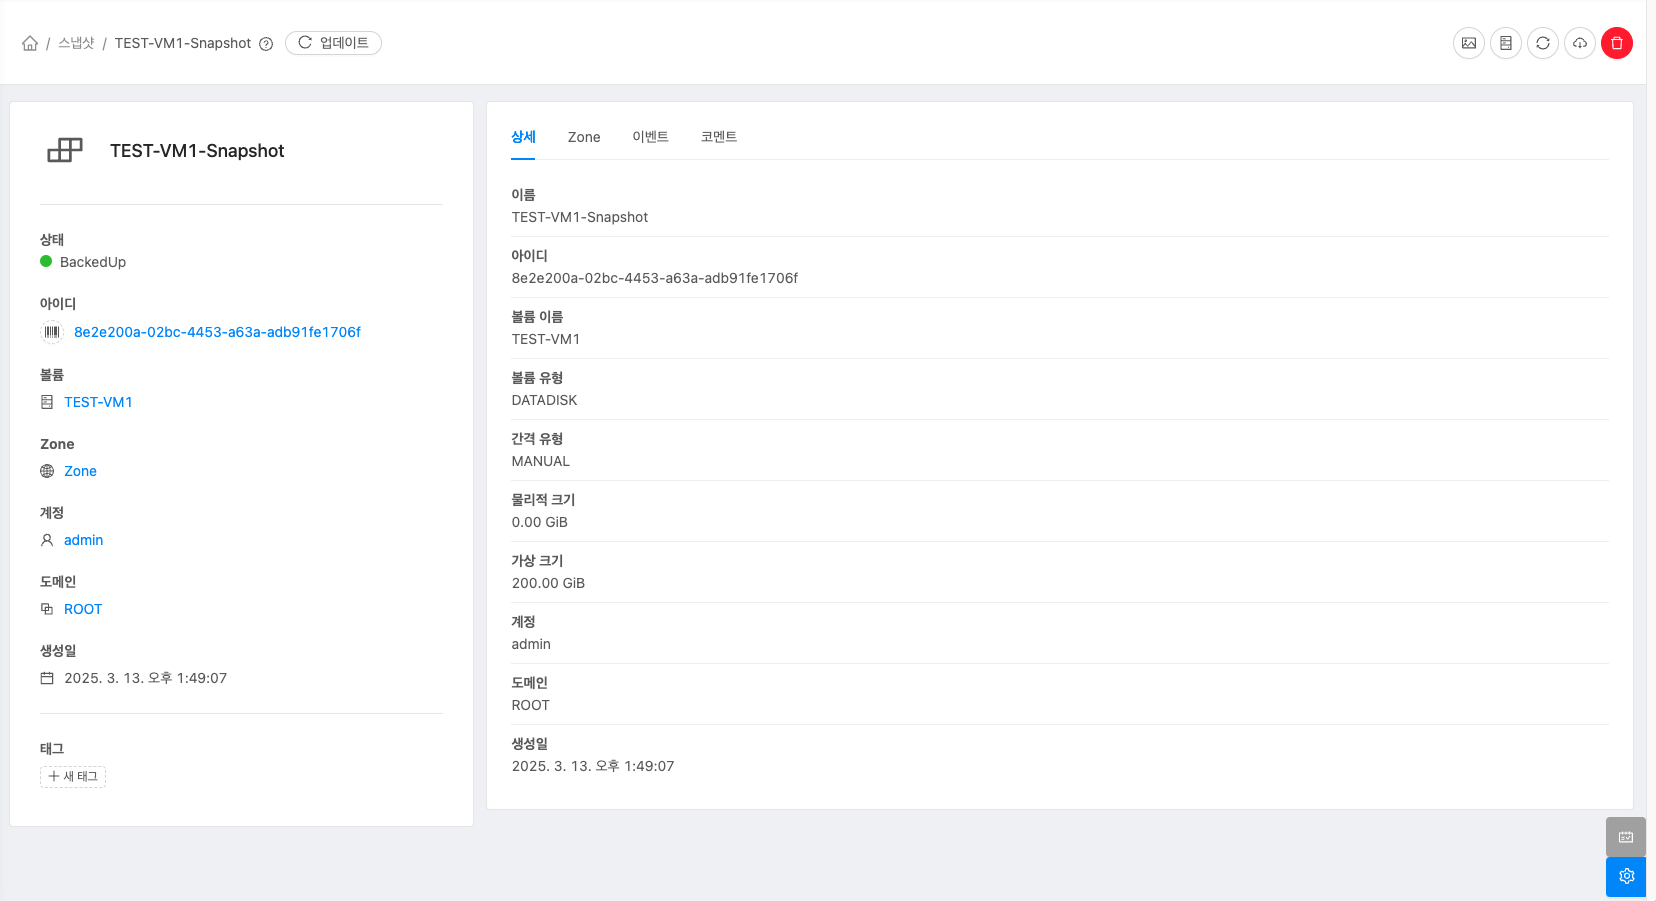 / 스냅샷 / TEST-VM1-Snapshot 업데이트
TEST-VM1-Snapshot
상태
BackedUp
아이디
8e2e200a-02bc-4453-a63a-adb91fe1706f
볼륨
TEST-VM1
Zone
Zone
계정
admin
도메인
ROOT
생성일
2025. 3. 13. 오후 1:49:07
태그
새 태그
상세 Zone 이벤트 코멘트
이름
TEST-VM1-Snapshot
아이디
8e2e200a-02bc-4453-a63a-adb91fe1706f
볼륨 이름
TEST-VM1
볼륨 유형
DATADISK
간격 유형
MANUAL
물리적 크기
0.00 GiB
가상 크기
200.00 GiB
계정
admin
도메인
ROOT
생성일
2025. 3. 13. 오후 1:49:07